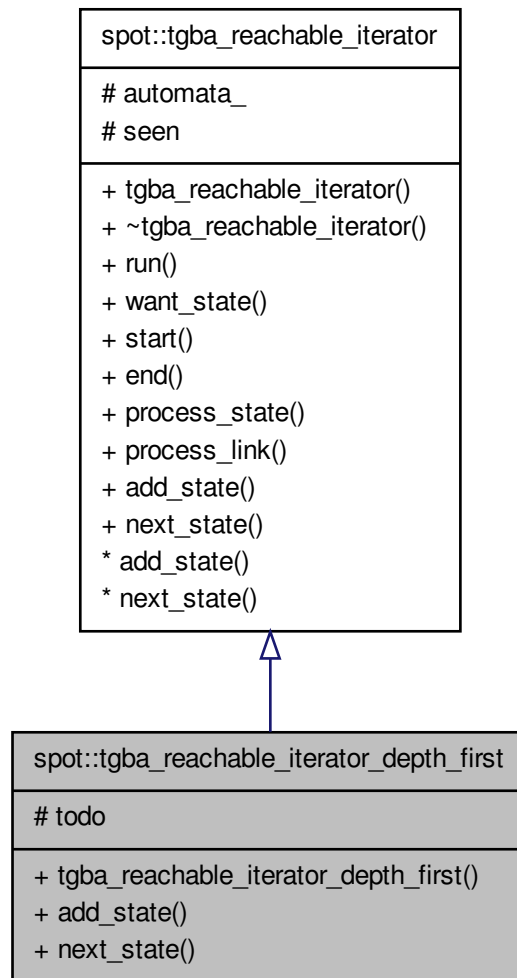 spot::tgba_reachable_iterator
# automata_
# seen
+ tgba_reachable_iterator()
+ ~tgba_reachable_iterator()
+ run()
+ want_state()
+ start()
+ end()
+ process_state()
+ process_link()
+ add_state()
+ next_state()
* add_state()
* next_state()
spot::tgba_reachable_iterator_depth_first
# todo
+ tgba_reachable_iterator_depth_first()
+ add_state()
+ next_state()